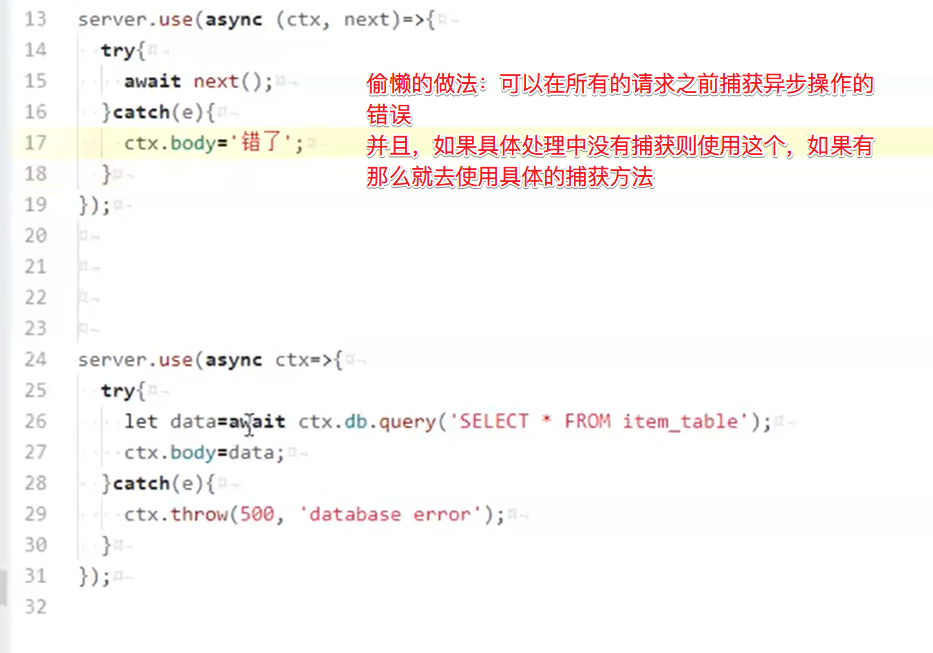 13 server.use(async (ctx, next)=>{
14 try{
15 await next();
偷懒的做法：可以在所有的请求之前捕获异步操作的
错误
16 }catch(e){
17 ctx.body='错了';
并且，如果具体处理中没有捕获则使用这个，如果有
那么就去使用具体的捕获方法
18 }
19 });
20
21
22
23
24 server.use(async ctx=>{
25 try{
26 let data=await ctx.db.query('SELECT * FROM item_table');
27 ctx.body=data;
28 }catch(e){
29 ctx.throw(500, 'database error');
30 }
31 });
32